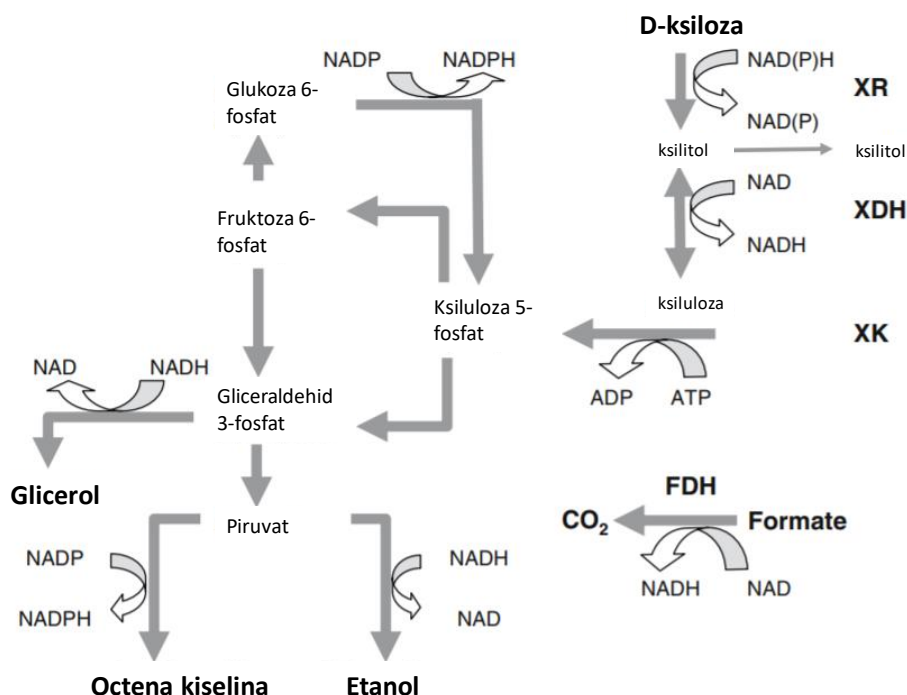 D-ksiloza
NADP
NADPH
NAD(P)H
XR
Glukoza 6-
fosfat
NAD(P)
ksilitol
ksilitol
NAD
XDH
Fruktoza 6-
fosfat
NADH
Ksiluloza 5-
fosfat
ksiluloza
XK
NAD
NADH
ADP
ATP
Gliceraldehid
3-fosfat
Glicerol
FDH
CO2
Formate
Piruvat
NADP
NADH
NADH
NAD
NADPH
NAD
Octena kiselina
Etanol